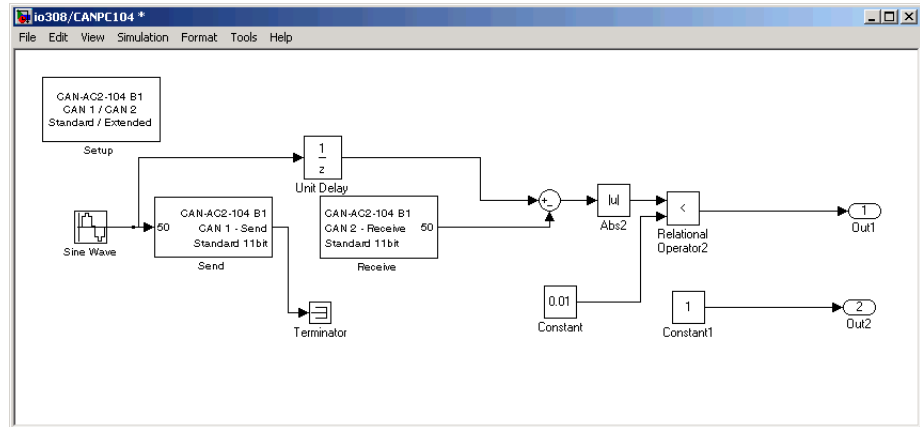 io308/CANPC104 *
File Edit View Simulation Format Tools Help
CAN-AC2-104 B1
CAN 1 / CAN 2
Standard / Extended
Setup
1
z
Unit Delay
Sine Wave
50
CAN-AC2-104 B1
CAN 1 - Send
Standard 11bit
Send
CAN-AC2-104 B1
CAN 2 - Receive 50
Standard 11bit
Receive
Terminator
+
-
|u|
Abs2
<
Relational
Operator2
1
Out1
0.01
Constant
1
Constant1
2
Out2